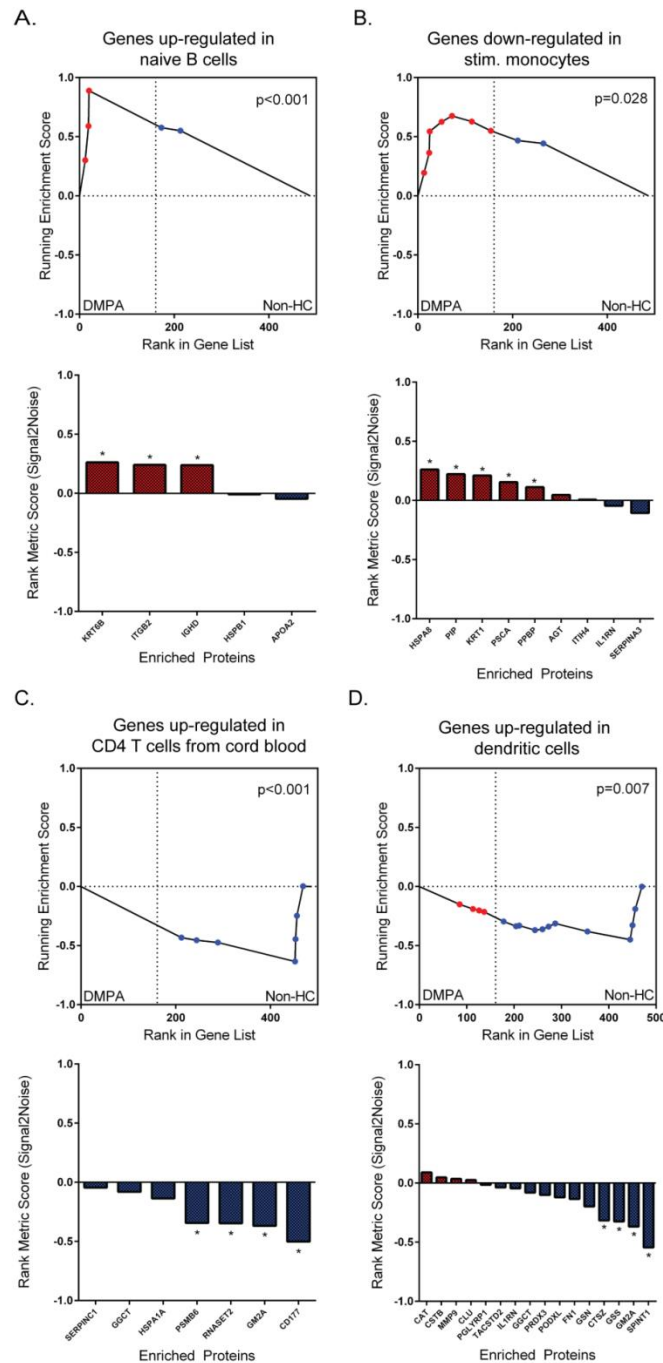 A.
Genes up-regulated in
naive B cells
Running Enrichment Score
1.0
0.5
0.0
-0.5
-1.0
p<0.001
DMPA
Non-HC
200
400
Rank in Gene List
Rank Metric Score (Signal2Noise)
1.0
0.5
0.0
-0.5
-1.0
*
*
*
KRT6B
ITGB2
IGHD
HSPB1
APOA2
Enriched Proteins
B.
Genes down-regulated in
stim. monocytes
Running Enrichment Score
1.0
0.5
0.0
-0.5
-1.0
p=0.028
DMPA
Non-HC
200
400
Rank in Gene List
Rank Metric Score (Signal2Noise)
1.0
0.5
0.0
-0.5
-1.0
*
*
*
*
*
HSPA8
PIP
KRT1
PSCA
PPBP
AGT
ITIH4
IL1RN
SERPINA3
Enriched Proteins
C.
Genes up-regulated in
CD4 T cells from cord blood
Running Enrichment Score
1.0
0.5
0.0
-0.5
-1.0
p<0.001
DMPA
Non-HC
200
400
Rank in Gene List
Rank Metric Score (Signal2Noise)
1.0
0.5
0.0
-0.5
-1.0
*
*
*
*
SERPINC1
GGCT
HSPA1A
PSMB6
RNASET2
GM2A
CD177
Enriched Proteins
D.
Genes up-regulated in
dendritic cells
Running Enrichment Score
1.0
0.5
0.0
-0.5
-1.0
p=0.007
DMPA
Non-HC
0
100
200
300
400
500
Rank in Gene List
Rank Metric Score (Signal2Noise)
1.0
0.5
0.0
-0.5
-1.0
*
*
*
*
CAT
CSTB
MMP9
CLU
PGLYRP1
TACSTD2
IL1RN
GGCT
PRDX3
PODXL
FN1
GSN
CTSZ
GSS
GM2A
SPINT1
Enriched Proteins